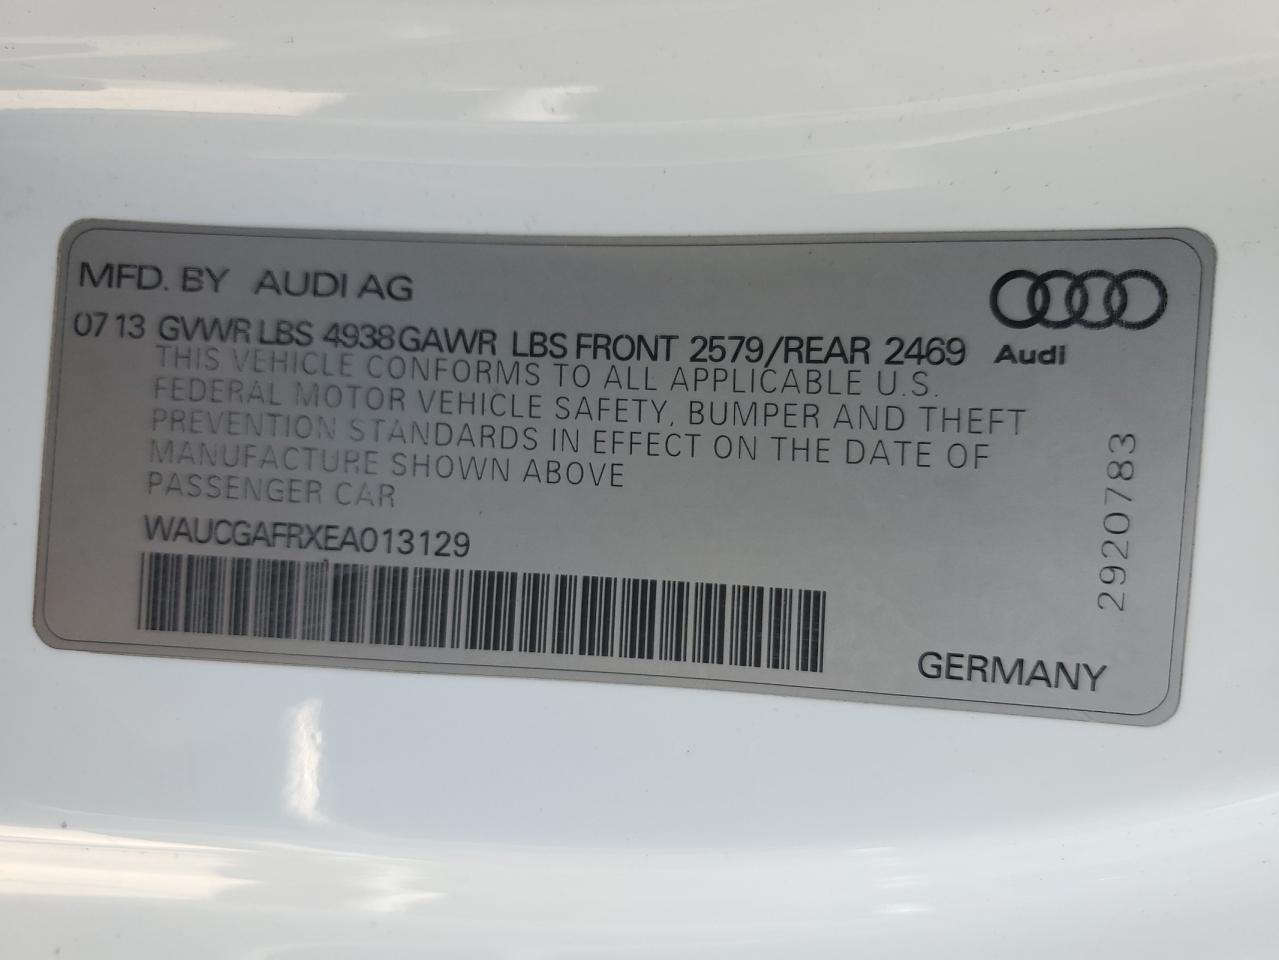 MFD. BY AUDI AG
0713 GVWR LBS 4938 GAWR LBS FRONT 2579/REAR 2469
Audi
THIS VEHICLE CONFORMS TO ALL APPLICABLE U.S.
FEDERAL MOTOR VEHICLE SAFETY, BUMPER AND THEFT
PREVENTION STANDARDS IN EFFECT ON THE DATE OF
MANUFACTURE SHOWN ABOVE
PASSENGER CAR
WAUCGAFRXEA013129
2920783
GERMANY